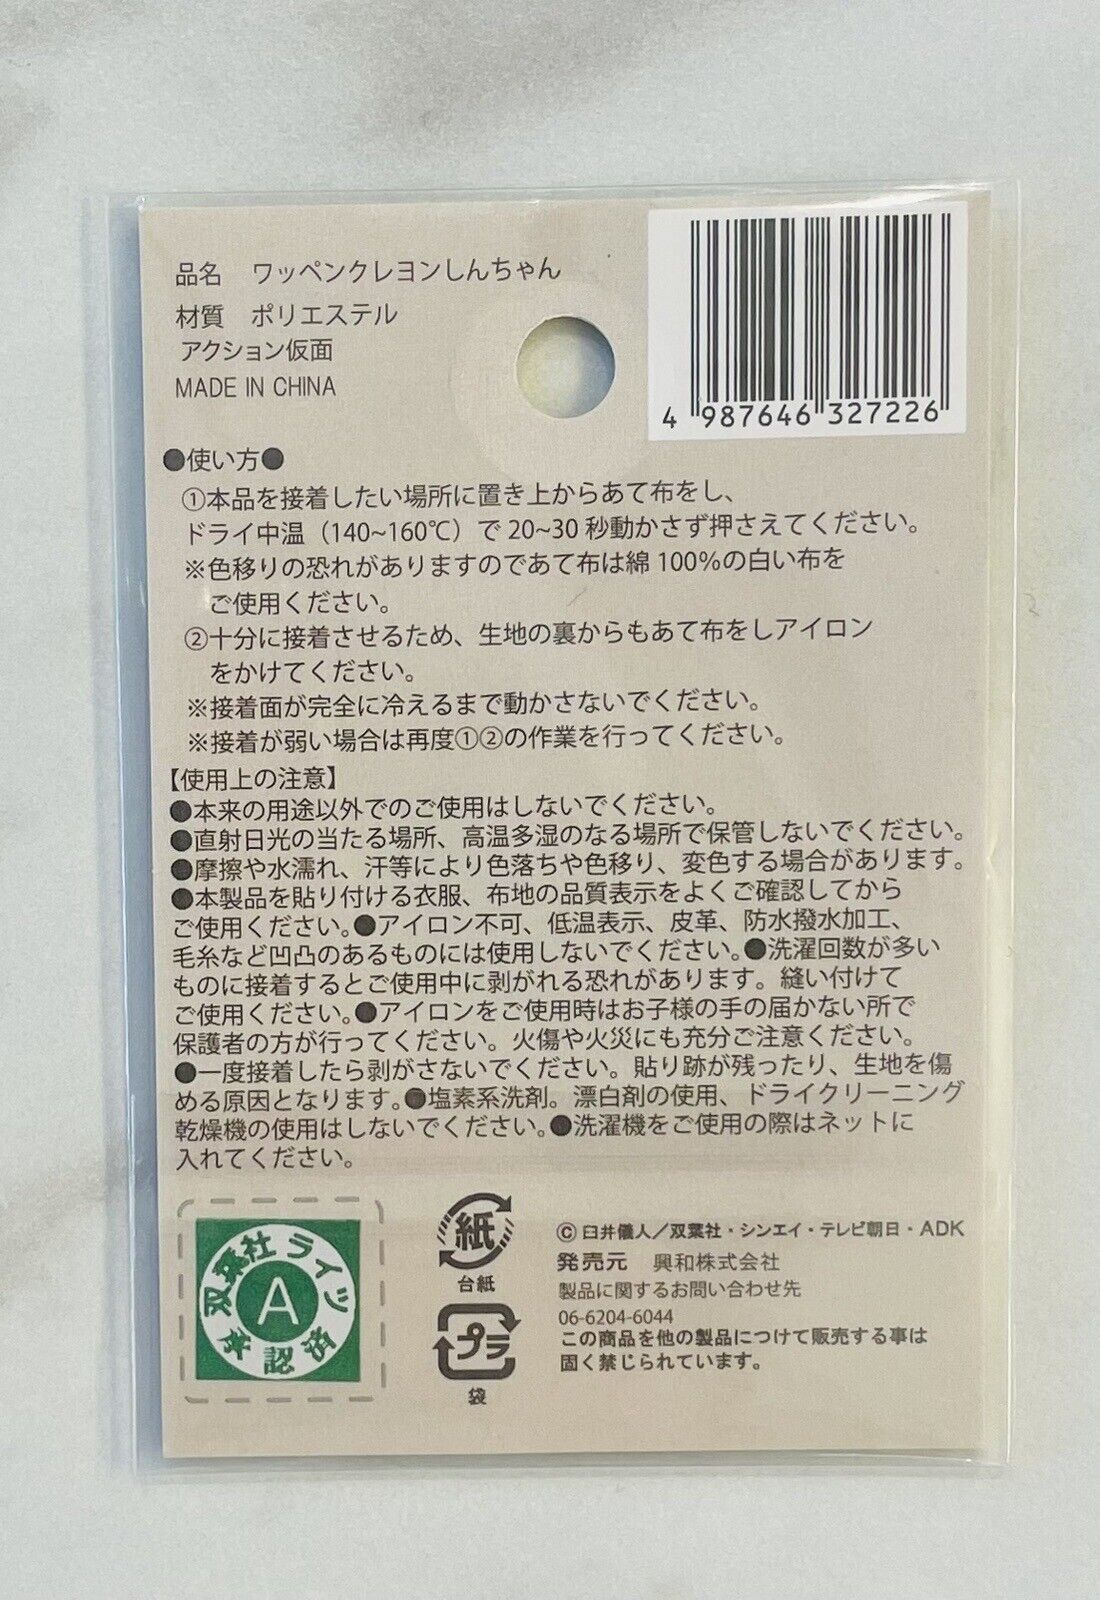 品名 ワッペンクレヨンしんちゃん
材質 ポリエステル
アクション仮面
MADE IN CHINA
4 987646 327226
●使い方●
①本品を接着したい場所に置き上からあて布をし、
ドライ中温（140~160℃）で 20~30 秒動かさず押さえてください。
※色移りの恐れがありますのであて布は綿 100%の白い布を
ご使用ください。
②十分に接着させるため、生地の裏からもあて布をしアイロン
をかけてください。
※接着面が完全に冷えるまで動かさないでください。
※接着が弱い場合は再度①②の作業を行ってください。
【使用上の注意】
●本来の用途以外でのご使用はしないでください。
●直射日光の当たる場所、高温多湿のなる場所で保管しないでください。
●摩擦や水濡れ、汗等により色落ちや色移り、変色する場合があります。
●本製品を貼り付ける衣服、布地の品質表示をよくご確認してから
ご使用ください。●アイロン不可、低温表示、皮革、防水撥水加工、
毛糸など凹凸のあるものには使用しないでください。●洗濯回数が多い
ものに接着するとご使用中に剥がれる恐れがあります。縫い付けて
ご使用ください。●アイロンをご使用時はお子様の手の届かない所で
保護者の方が行ってください。火傷や火災にも充分ご注意ください。
●一度接着したら剥がさないでください。貼り跡が残ったり、生地を傷
める原因となります。●塩素系洗剤。漂白剤の使用、ドライクリーニング
乾燥機の使用はしないでください。●洗濯機をご使用の際はネットに
入れてください。
双葉社 ライツ
A
承認済
紙
台紙
プラ
袋
©臼井儀人／双葉社・シンエイ・テレビ朝日・ADK
発売元 興和株式会社
製品に関するお問い合わせ先
06-6204-6044
この商品を他の製品につけて販売する事は
固く禁じられています。